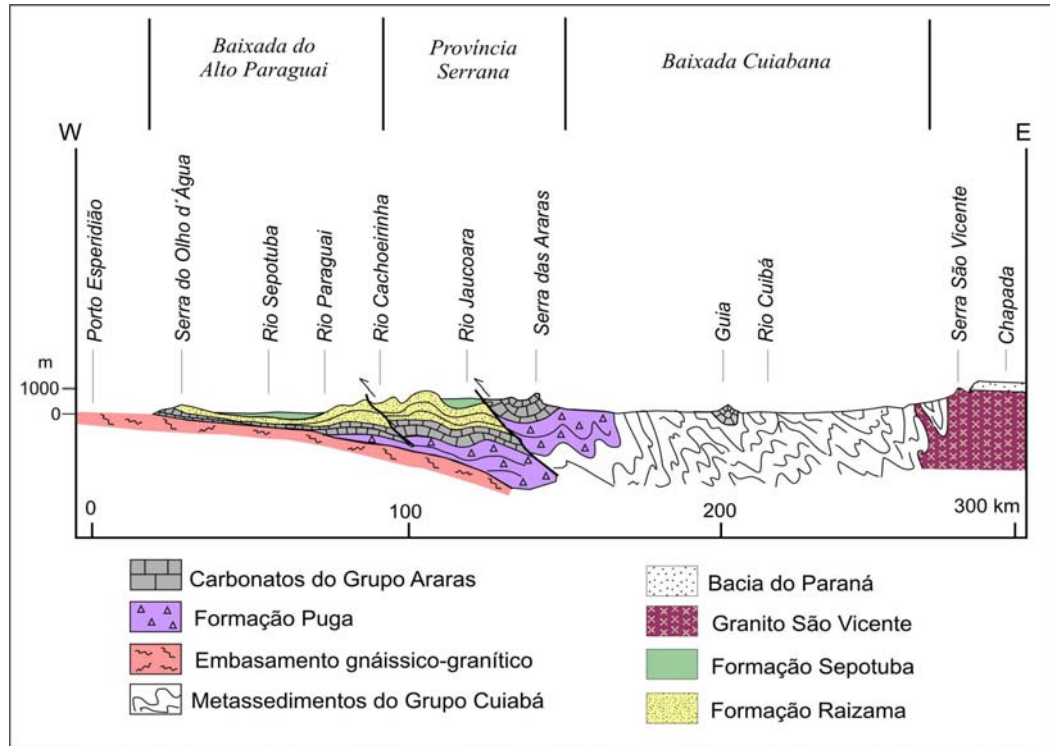 Baixada do
Alto Paraguai
Província
Serrana
Baixada Cuiabana
W
E
Porto Esperidião
Serra do Olho d´Água
Rio Sepotuba
Rio Paraguai
Rio Cachoeirinha
Rio Jaucoara
Serra das Araras
Guia
Rio Cuibá
Serra São Vicente
Chapada
m
1000
0
0
100
200
300 km
Carbonatos do Grupo Araras
Formação Puga
Embasamento gnáissico-granítico
Metassedimentos do Grupo Cuiabá
Bacia do Paraná
Granito São Vicente
Formação Sepotuba
Formação Raizama